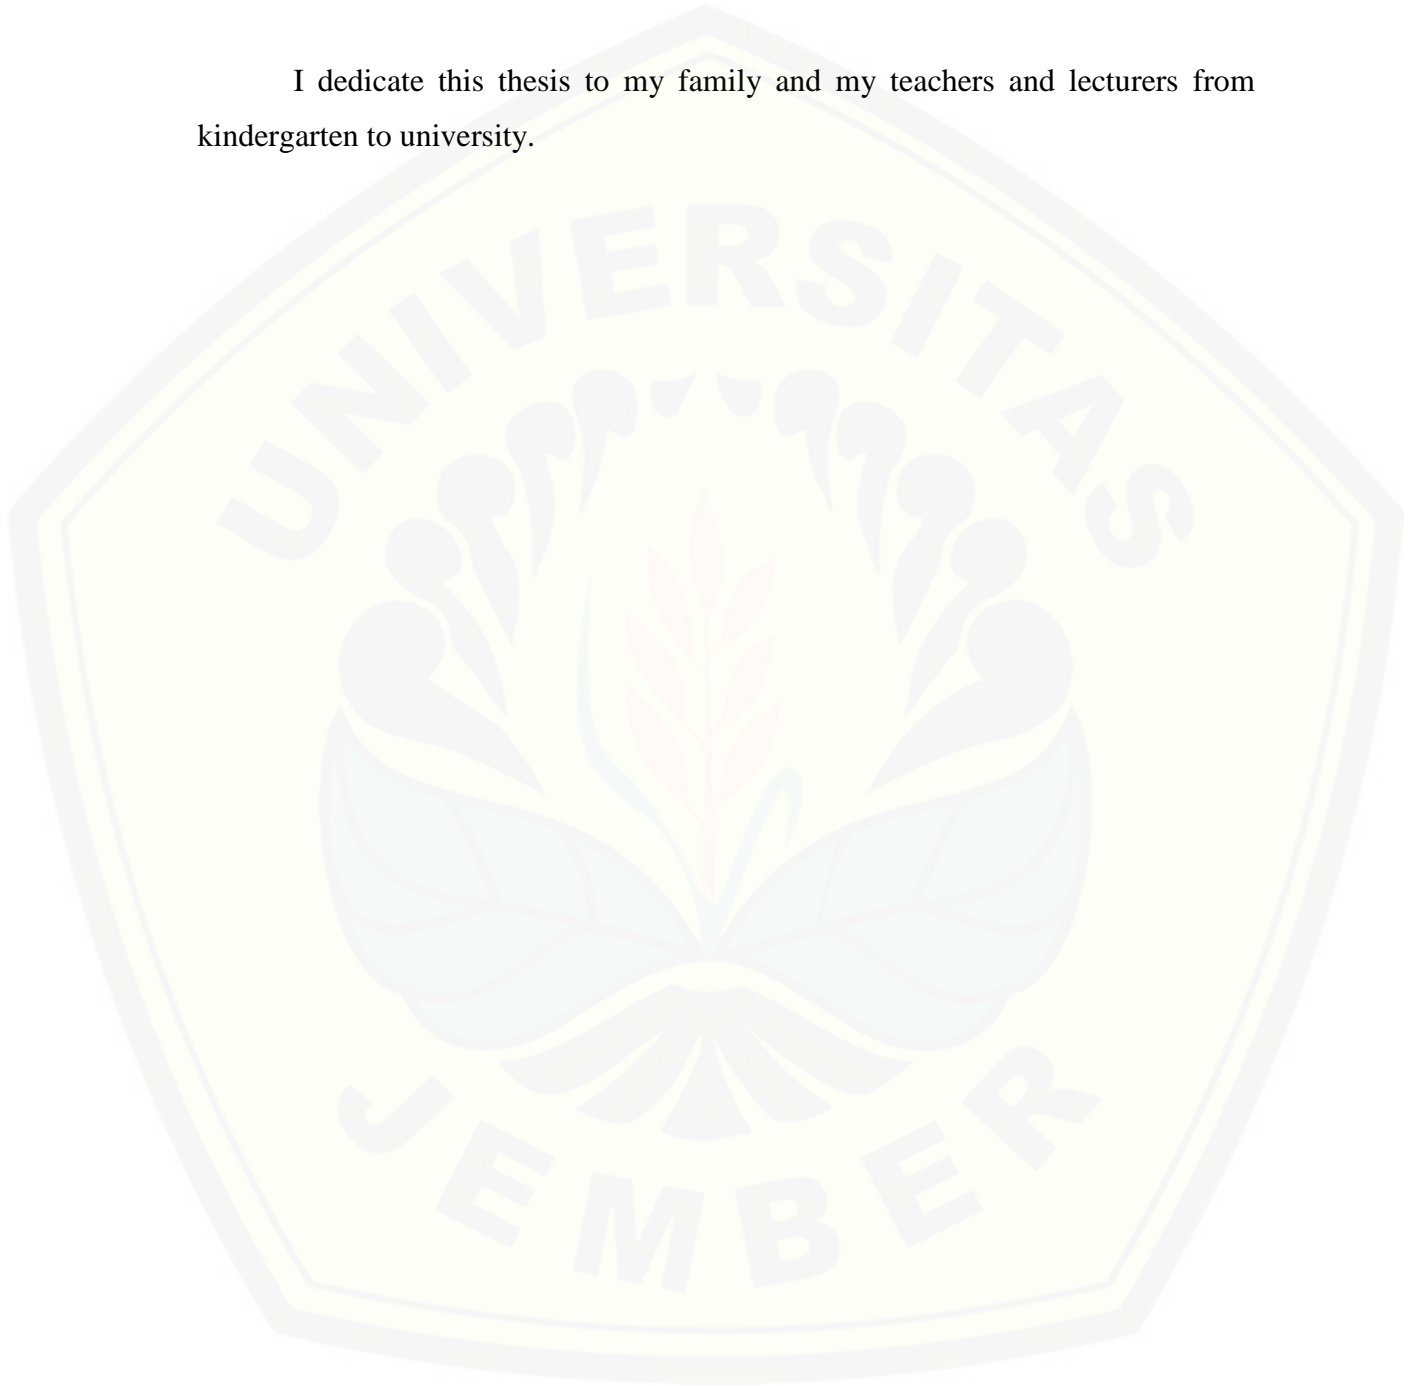 I dedicate this thesis to my family and my teachers and lecturers from
kindergarten to university.
UNIVERSITAS
JEMBER